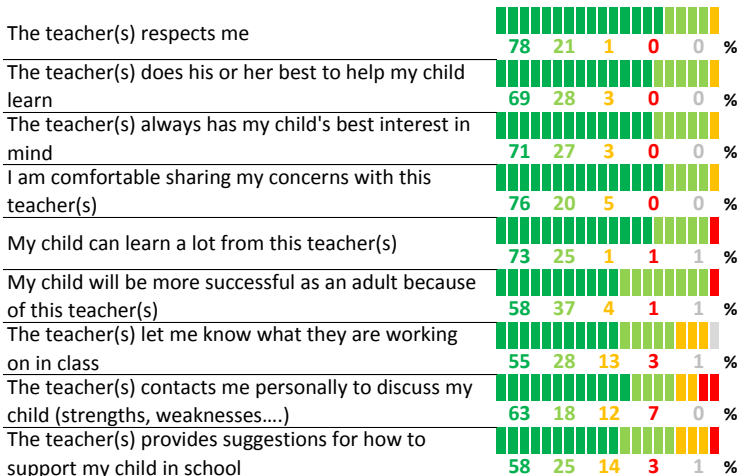 The teacher(s) respects me
78 21 1 0 0 %
The teacher(s) does his or her best to help my child
learn
69 28 3 0 0 %
The teacher(s) always has my child's best interest in
mind
71 27 3 0 0 %
I am comfortable sharing my concerns with this
teacher(s)
76 20 5 0 0 %
My child can learn a lot from this teacher(s)
73 25 1 1 1 %
My child will be more successful as an adult because
of this teacher(s)
58 37 4 1 1 %
The teacher(s) let me know what they are working
on in class
55 28 13 3 1 %
The teacher(s) contacts me personally to discuss my
child (strengths, weaknesses....)
63 18 12 7 0 %
The teacher(s) provides suggestions for how to
support my child in school
58 25 14 3 1 %